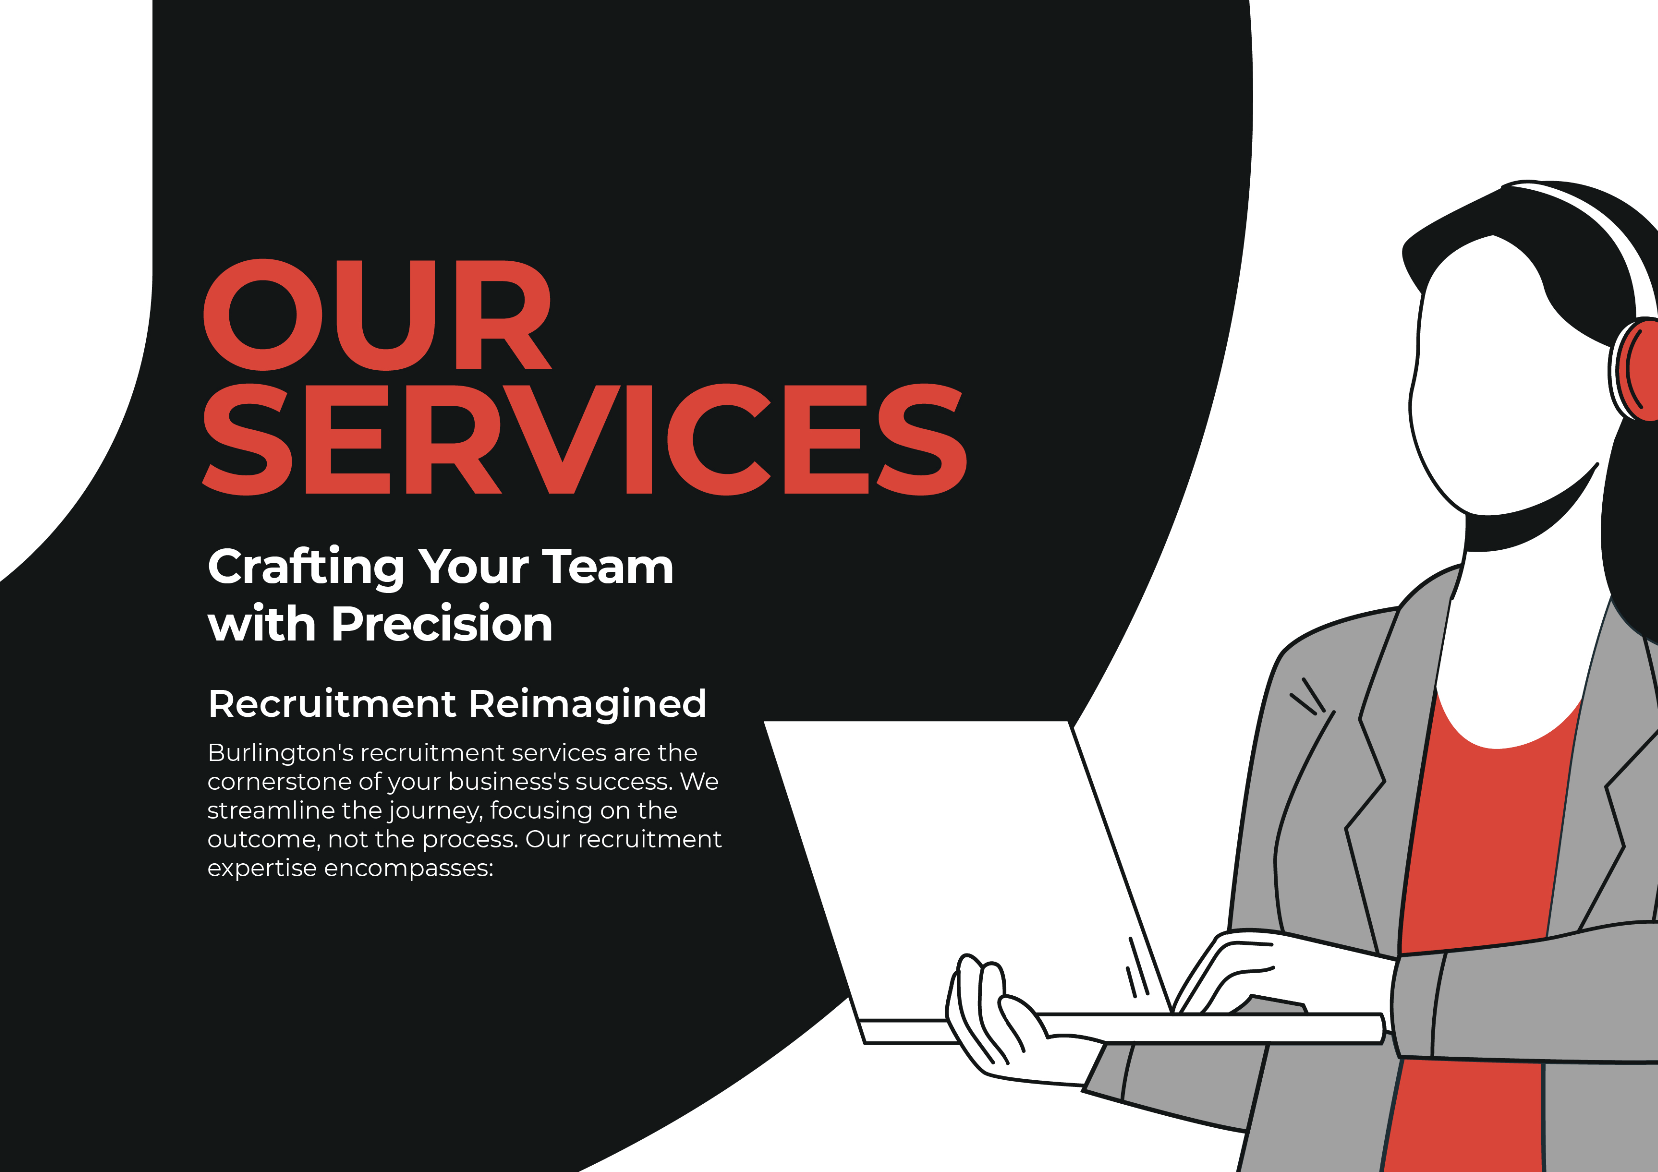 OUR
SERVICES
Crafting Your Team
with Precision
Recruitment Reimagined
Burlington's recruitment services are the
cornerstone of your business's success. We
streamline the journey, focusing on the
outcome, not the process. Our recruitment
expertise encompasses: